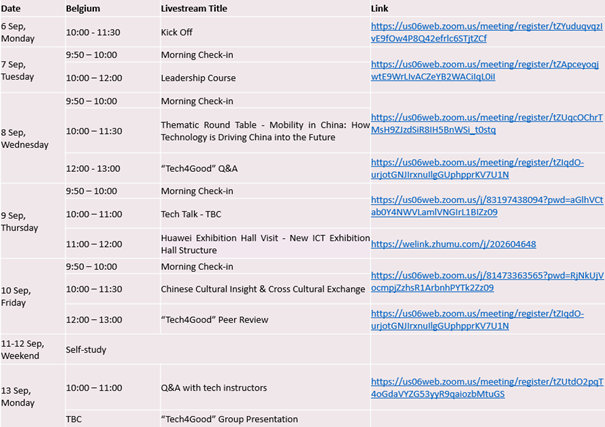 Date Belgium Livestream Title Link
6 Sep, Monday 10:00 - 11:30 Kick Off https://us06web.zoom.us/meeting/register/
7 Sep, Tuesday 9:50 – 10:00 Morning Check-in https://us06web.zoom.us/meeting/register/
10:00 – 12:00 Leadership Course
8 Sep, Wednesday 9:50 – 10:00 Morning Check-in https://us06web.zoom.us/meeting/register/
10:00 – 11:30 Thematic Round Table - Mobility in China: How
Technology is Driving China into the Future
12:00 - 13:00 “Tech4Good” Q&A https://us06web.zoom.us/meeting/register/
9 Sep, Thursday 9:50 – 10:00 Morning Check-in https://us06web.zoom.us/j/83197438094?pwd=
10:00 – 11:00 Tech Talk - TBC
11:00 – 12:00 Huawei Exhibition Hall Visit - New ICT Exhibition
Hall Structure https://welink.zhumu.com/j/202604648
10 Sep, Friday 9:50 – 10:00 Morning Check-in https://us06web.zoom.us/j/81473363565?pwd=
10:00 – 11:30 Chinese Cultural Insight & Cross Cultural Exchange
12:00 – 13:00 “Tech4Good” Peer Review https://us06web.zoom.us/meeting/register/
11-12 Sep, Weekend Self-study
13 Sep, Monday 10:00 – 11:00 Q&A with tech instructors https://us06web.zoom.us/meeting/register/
TBC “Tech4Good” Group Presentation